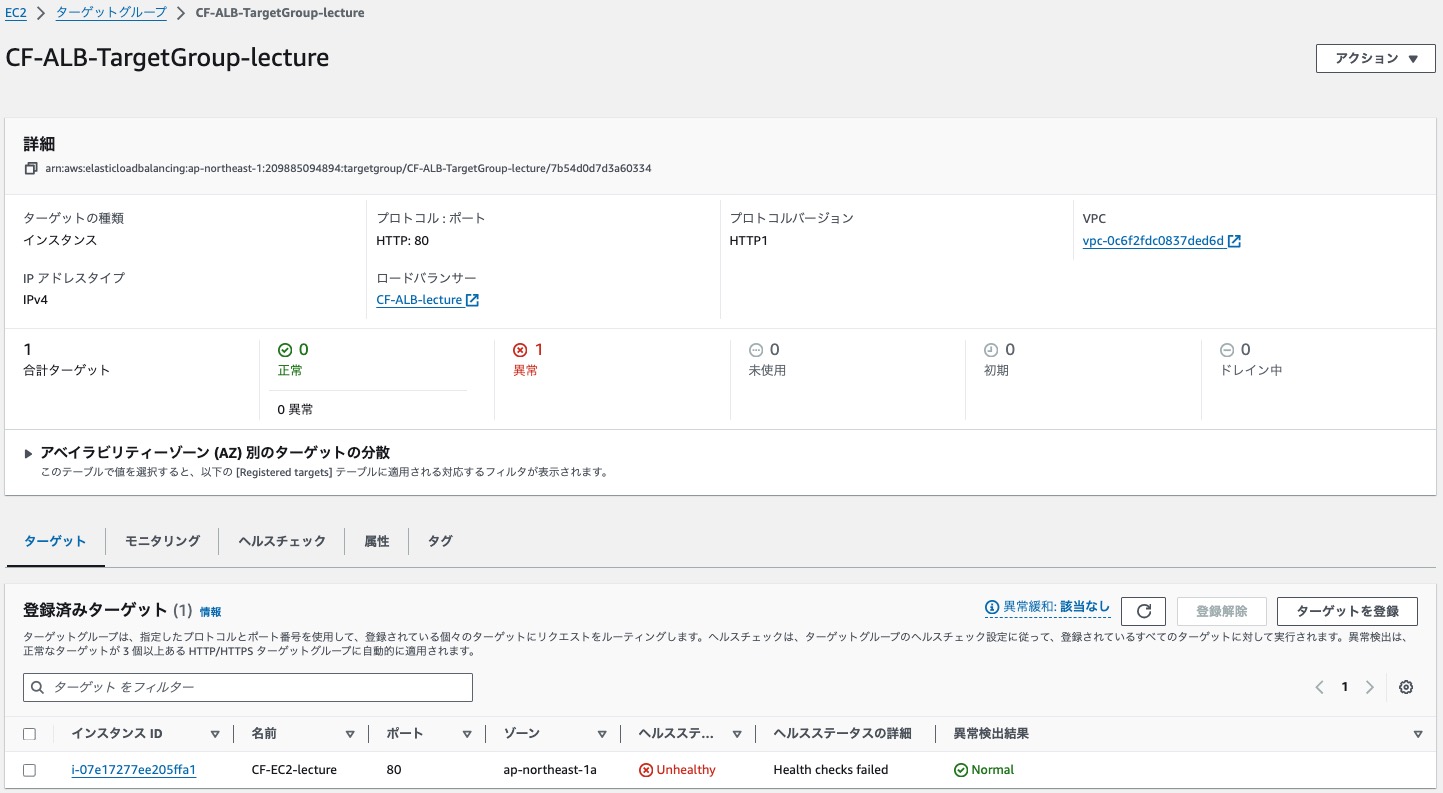 EC2 > ターゲットグループ > CF-ALB-TargetGroup-lecture
CF-ALB-TargetGroup-lecture
アクション ▼
詳細
arn:aws:elasticloadbalancing:ap-northeast-1:209885094894:targetgroup/CF-ALB-TargetGroup-lecture/7b54d0d7d3a60334
ターゲットの種類
インスタンス
プロトコル : ポート
HTTP: 80
プロトコルバージョン
HTTP1
VPC
vpc-0c6f2fdc0837ded6d
IP アドレスタイプ
IPv4
ロードバランサー
CF-ALB-lecture
1
合計ターゲット
0
正常
0 異常
1
異常
0
未使用
0
初期
0
ドレイン中
アベイラビリティーゾーン (AZ) 別のターゲットの分散
このテーブルで値を選択すると、以下の [Registered targets] テーブルに適用される対応するフィルタが表示されます。
ターゲット
モニタリング
ヘルスチェック
属性
タグ
登録済みターゲット (1) 情報
異常緩和: 該当なし
登録解除
ターゲットを登録
ターゲットグループは、指定したプロトコルとポート番号を使用して、登録されている個々のターゲットにリクエストをルーティングします。ヘルスチェックは、ターゲットグループのヘルスチェック設定に従って、登録されているすべてのターゲットに対して実行されます。異常検出は、
正常なターゲットが 3 個以上ある HTTP/HTTPS ターゲットグループに自動的に適用されます。
ターゲット をフィルター
1
インスタンス ID 名前 ポート ゾーン ヘルスステ... ヘルスステータスの詳細 異常検出結果
i-07e17277ee205ffa1 CF-EC2-lecture 80 ap-northeast-1a Unhealthy Health checks failed Normal